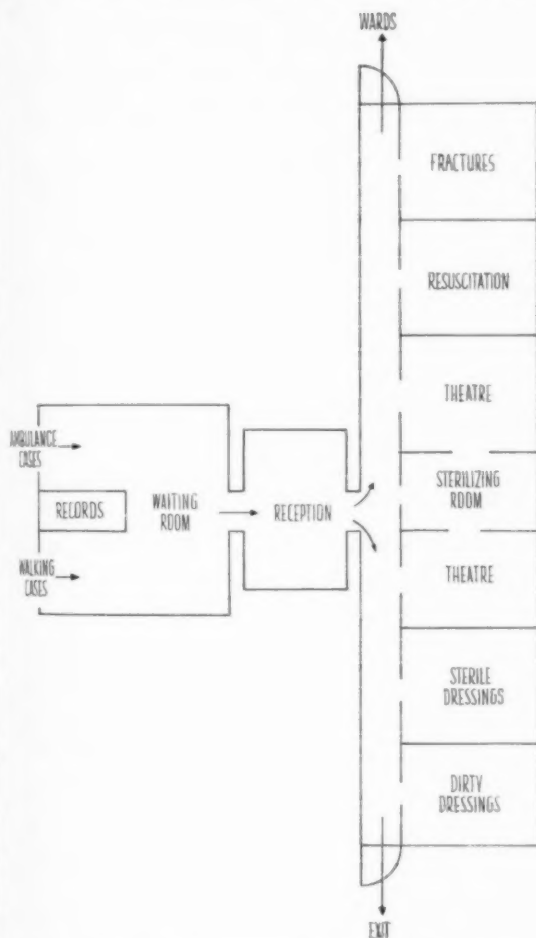 WARDS
FRACTURES
RESUSCITATION
THEATRE
AMBULANCE
CASES
RECORDS
WAITING
ROOM
RECEPTION
STERILIZING
ROOM
WALKING
CASES
THEATRE
STERILE
DRESSINGS
DIRTY
DRESSINGS
EXIT